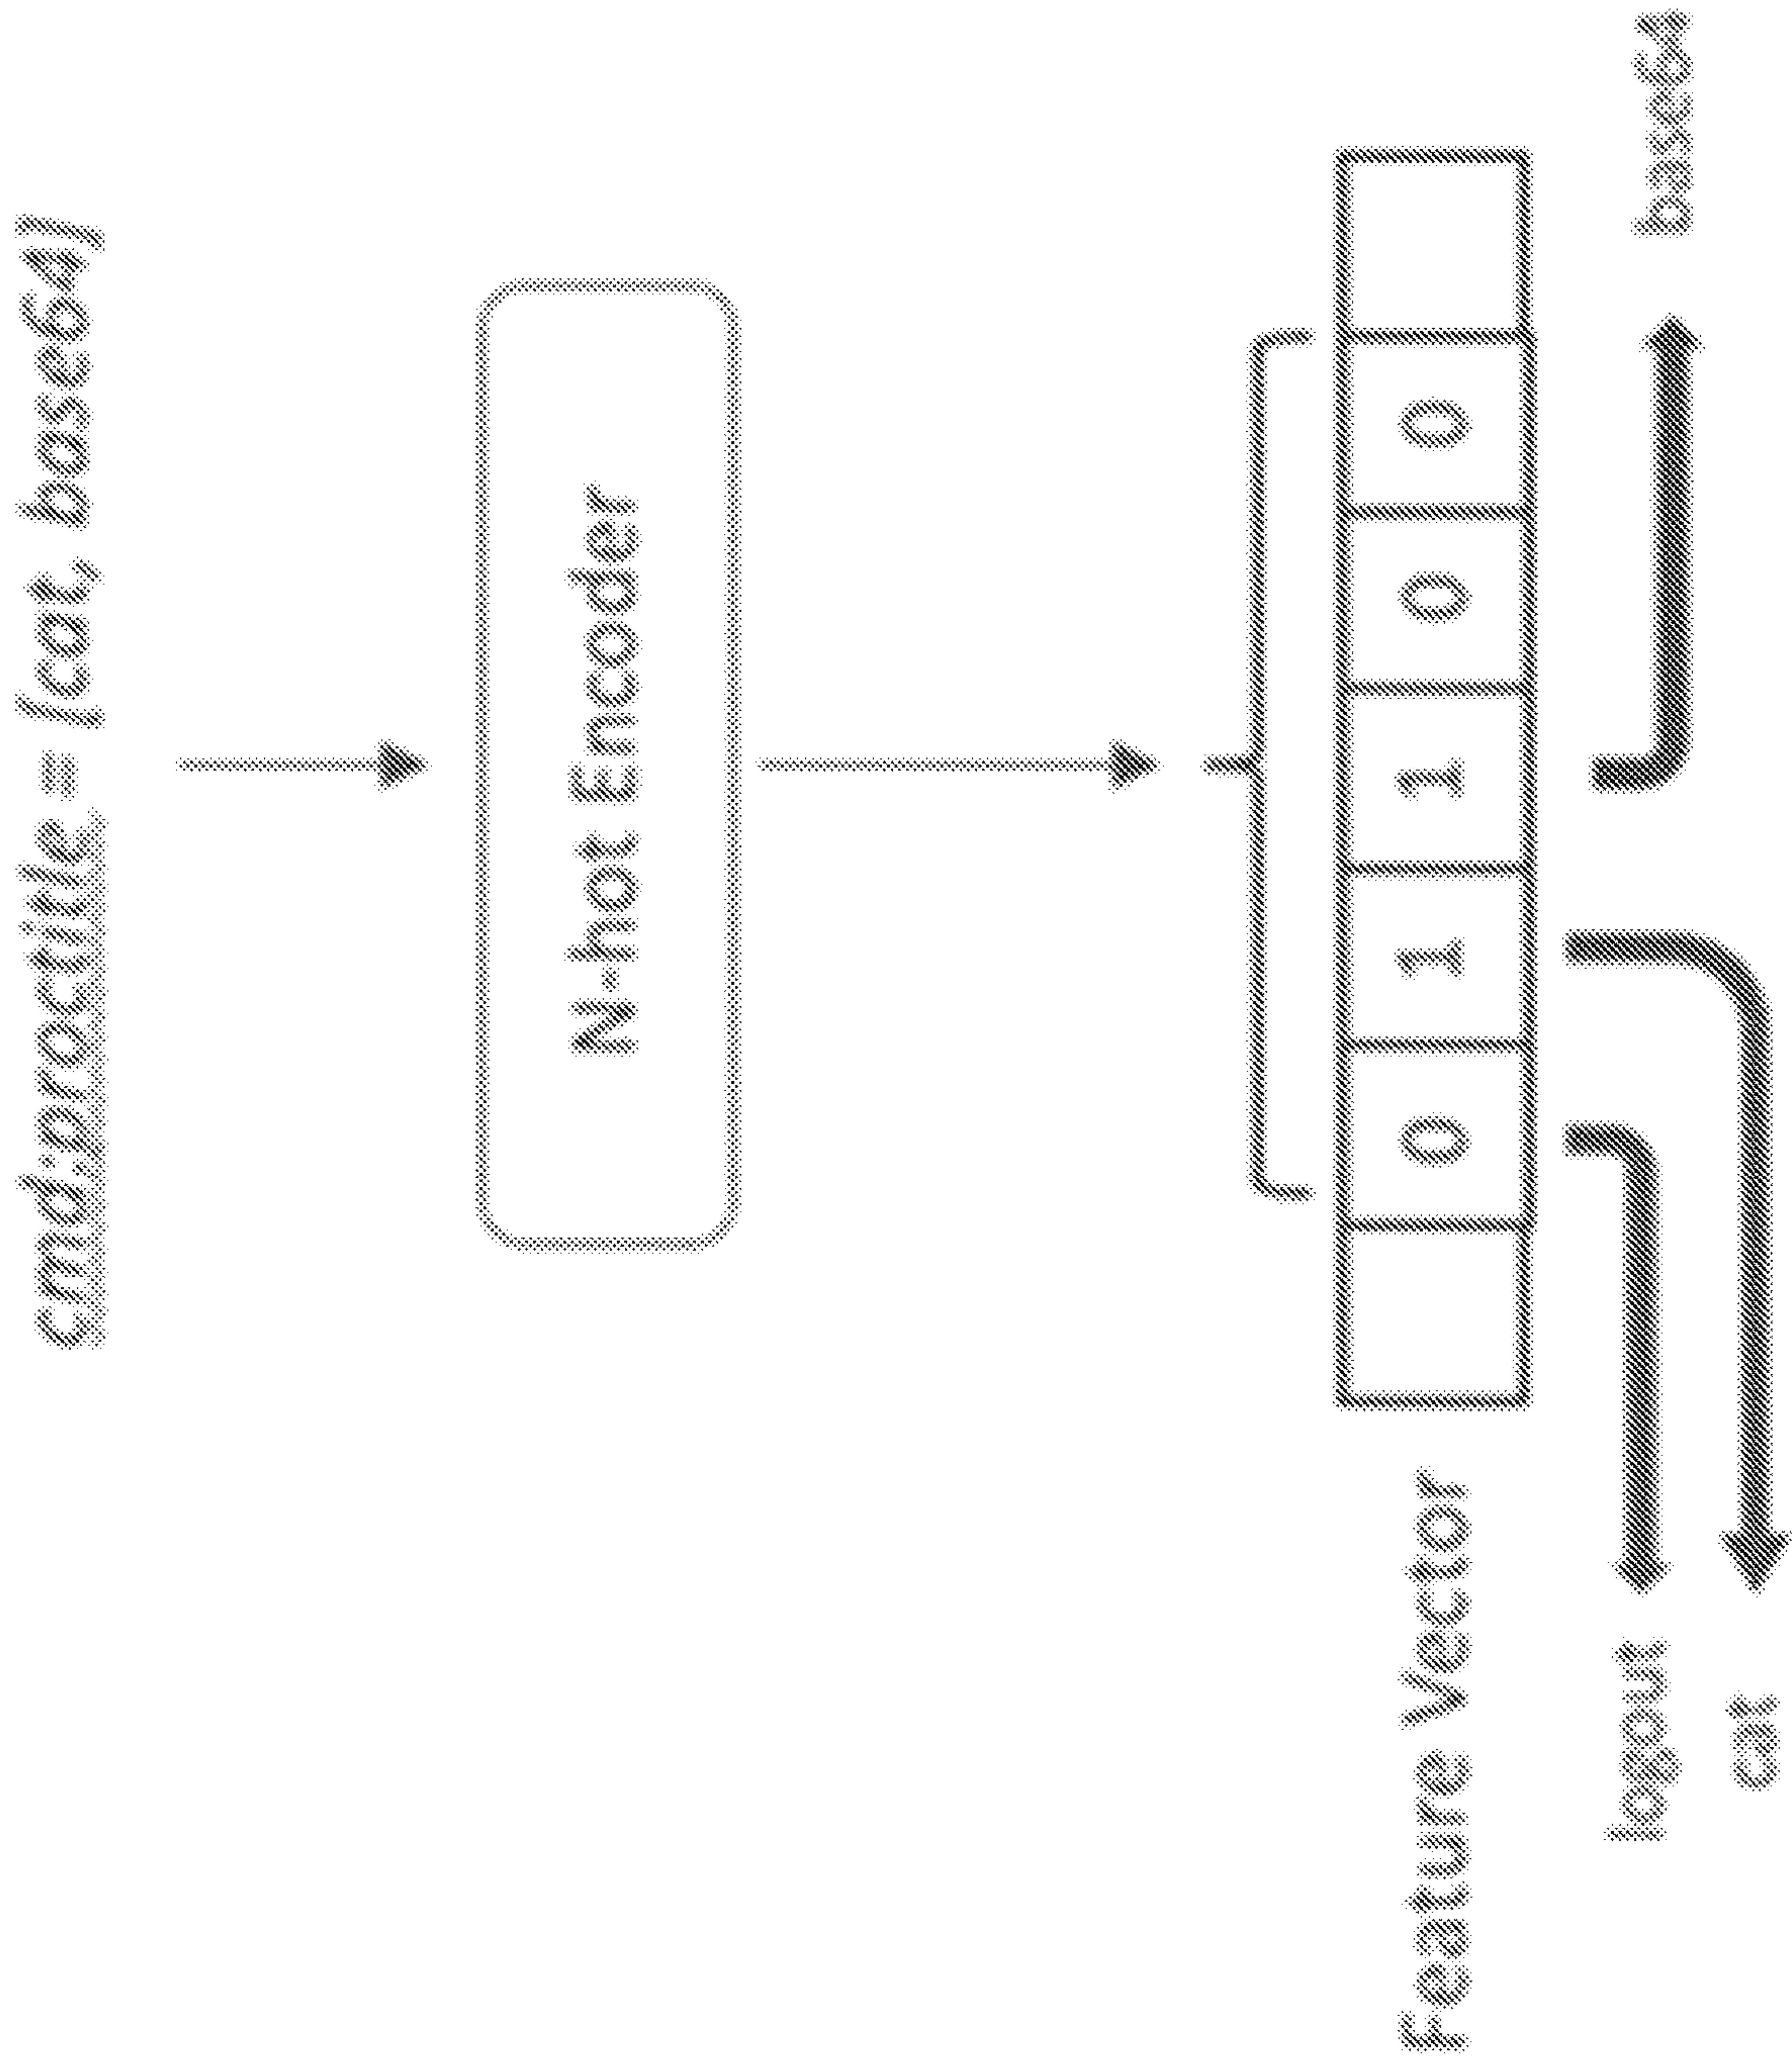 cmd:proctitle = [cat, base64]
N-hot Encoder
Feature Vector
0 1 1 0 0
logout
base64
cat